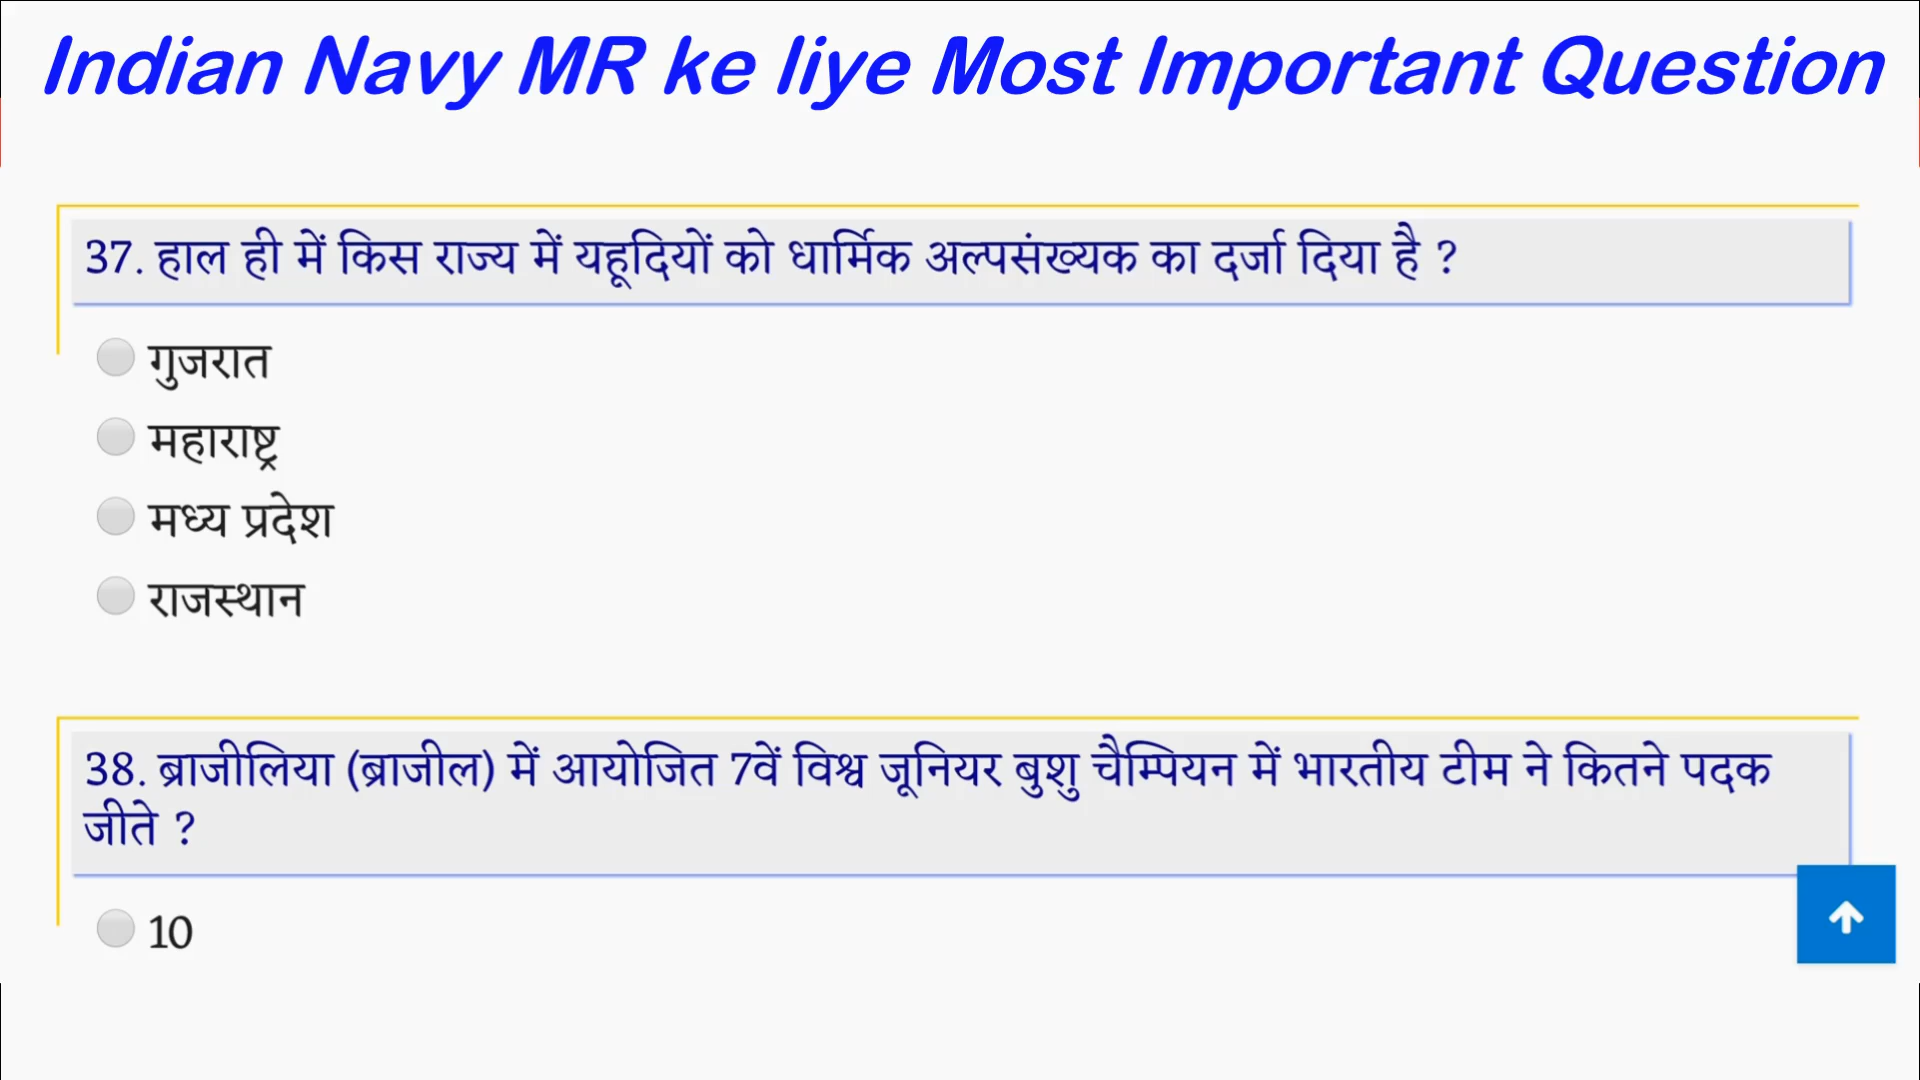 Indian Navy MR ke liye Most Important Question
37. हाल ही में किस राज्य में यहूदियों को धार्मिक अल्पसंख्यक का दर्जा दिया है ?
गुजरात
महाराष्ट्र
मध्य प्रदेश
राजस्थान
38. ब्राजीलिया (ब्राजील) में आयोजित 7वें विश्व जूनियर बुशु चैम्पियन में भारतीय टीम ने कितने पदक
जीते ?
10